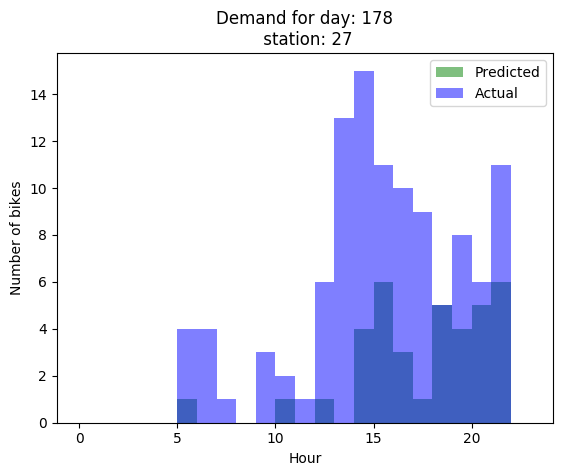 Demand for day: 178
station: 27
Predicted
Actual
Number of bikes
14
12
10
8
6
4
2
0
0 5 10 15 20
Hour